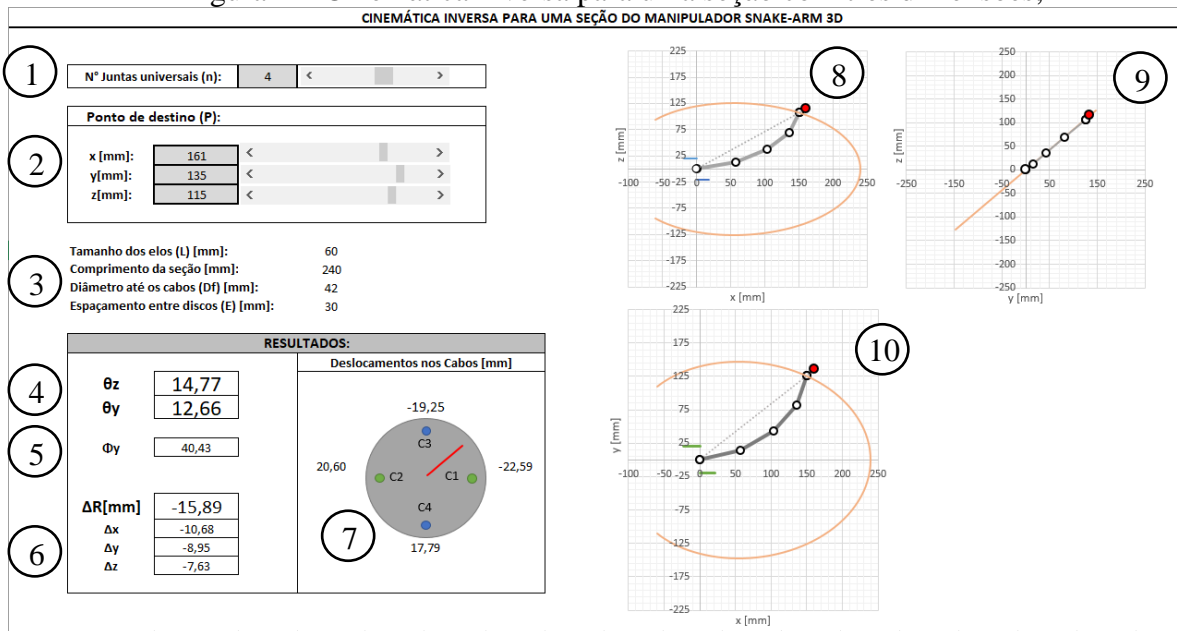 CINEMÁTICA INVERSA PARA UMA SEÇÃO DO MANIPULADOR SNAKE-ARM 3D
1
N° Juntas universais (n): 4 < >
2
Ponto de destino (P):
x [mm]: 161 < >
y[mm]: 135 < >
z[mm]: 115 < >
3
Tamanho dos elos (L) [mm]: 60
Comprimento da seção [mm]: 240
Diâmetro até os cabos (Df) [mm]: 42
Espaçamento entre discos (E) [mm]: 30
RESULTADOS:
4
θz 14,77
θy 12,66
5
Φy 40,43
6
ΔR[mm] -15,89
Δx -10,68
Δy -8,95
Δz -7,63
Deslocamentos nos Cabos [mm]
-19,25
C3
20,60 C2 C1 -22,59
C4
7
17,79
8
225
175
125
75
25
-25
-75
-125
-175
-225
-100 -50 0 50 100 150 200 250
z [mm]
x [mm]
9
250
200
150
100
50
0
-50
-100
-150
-200
-250
-250 -150 -50 50 150 250
z [mm]
y [mm]
10
225
175
125
75
25
-25
-75
-125
-175
-225
-100 -50 0 50 100 150 200 250
y [mm]
x [mm]